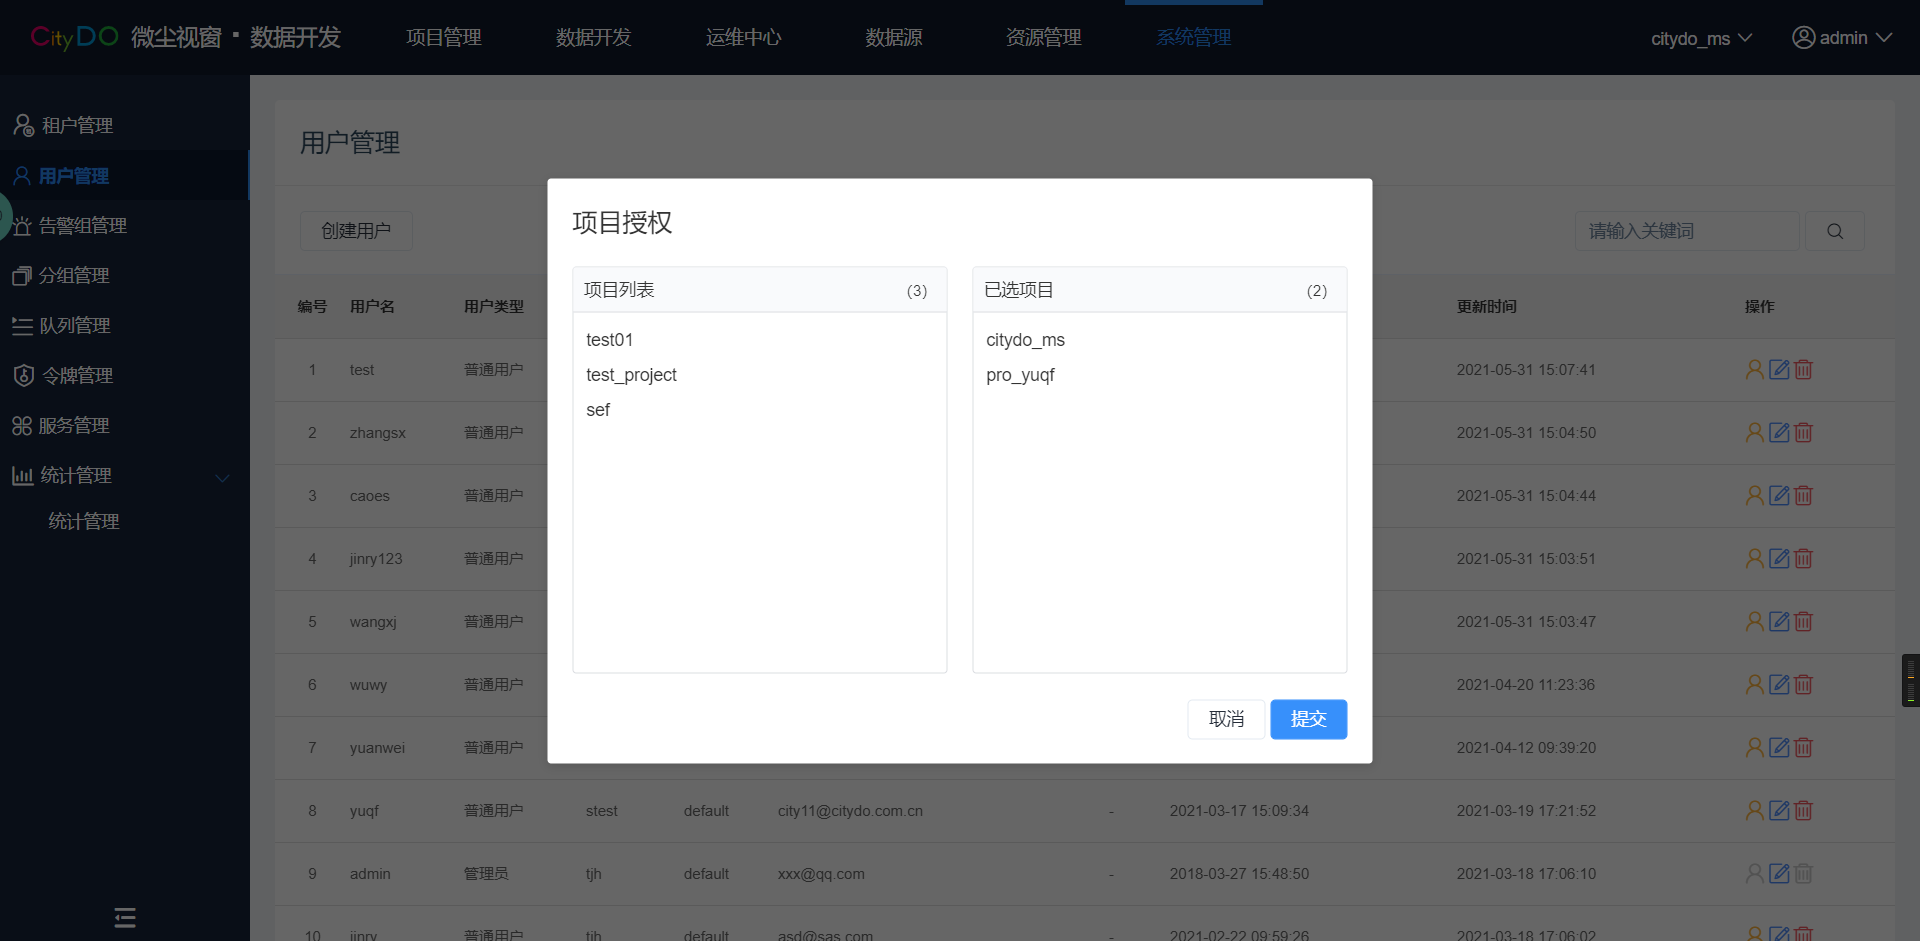 CityDO 微尘视窗·数据开发 项目管理 数据开发 运维中心 数据源 资源管理 系统管理 citydo_ms admin
租户管理
用户管理
告警组管理
分组管理
队列管理
令牌管理
服务管理
统计管理
统计管理
用户管理
创建用户 请输入关键词
编号 用户名 用户类型 更新时间 操作
1 test 普通用户 2021-05-31 15:07:41
2 zhangsx 普通用户 2021-05-31 15:04:50
3 caoes 普通用户 2021-05-31 15:04:44
4 jinry123 普通用户 2021-05-31 15:03:51
5 wangxj 普通用户 2021-05-31 15:03:47
6 wuwy 普通用户 2021-04-20 11:23:36
7 yuanwei 普通用户 2021-04-12 09:39:20
8 yuqf 普通用户 stest default city11@citydo.com.cn - 2021-03-17 15:09:34 2021-03-19 17:21:52
9 admin 管理员 tjh default xxx@qq.com - 2018-03-27 15:48:50 2021-03-18 17:06:10
10 jinry 普通用户 tjh default asd@sas.com - 2021-02-22 09:59:26 2021-03-18 17:06:02
项目授权
项目列表 (3)
test01
test_project
sef
已选项目 (2)
citydo_ms
pro_yuqf
取消 提交